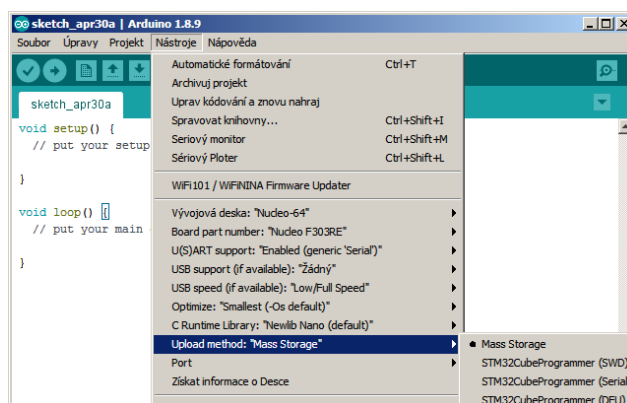 sketch_apr30a | Arduino 1.8.9
Soubor Úpravy Projekt Nástroje Nápověda
sketch_apr30a
void setup() {
// put your setup
}
void loop() {
// put your main
}
Automatické formátování Ctrl+T
Archivuj projekt
Uprav kódování a znovu nahraj
Spravovat knihovny... Ctrl+Shift+I
Seriový monitor Ctrl+Shift+M
Sériový Ploter Ctrl+Shift+L
WiFi101 / WiFiNINA Firmware Updater
Vývojová deska: "Nucleo-64"
Board part number: "Nucleo F303RE"
U(S)ART support: "Enabled (generic 'Serial')"
USB support (if available): "Žádný"
USB speed (if available): "Low/Full Speed"
Optimize: "Smallest (-Os default)"
C Runtime Library: "Newlib Nano (default)"
Upload method: "Mass Storage"
Port
Získat informace o Desce
Mass Storage
STM32CubeProgrammer (SWD)
STM32CubeProgrammer (Serial
STM32CubeProgrammer (DFU)